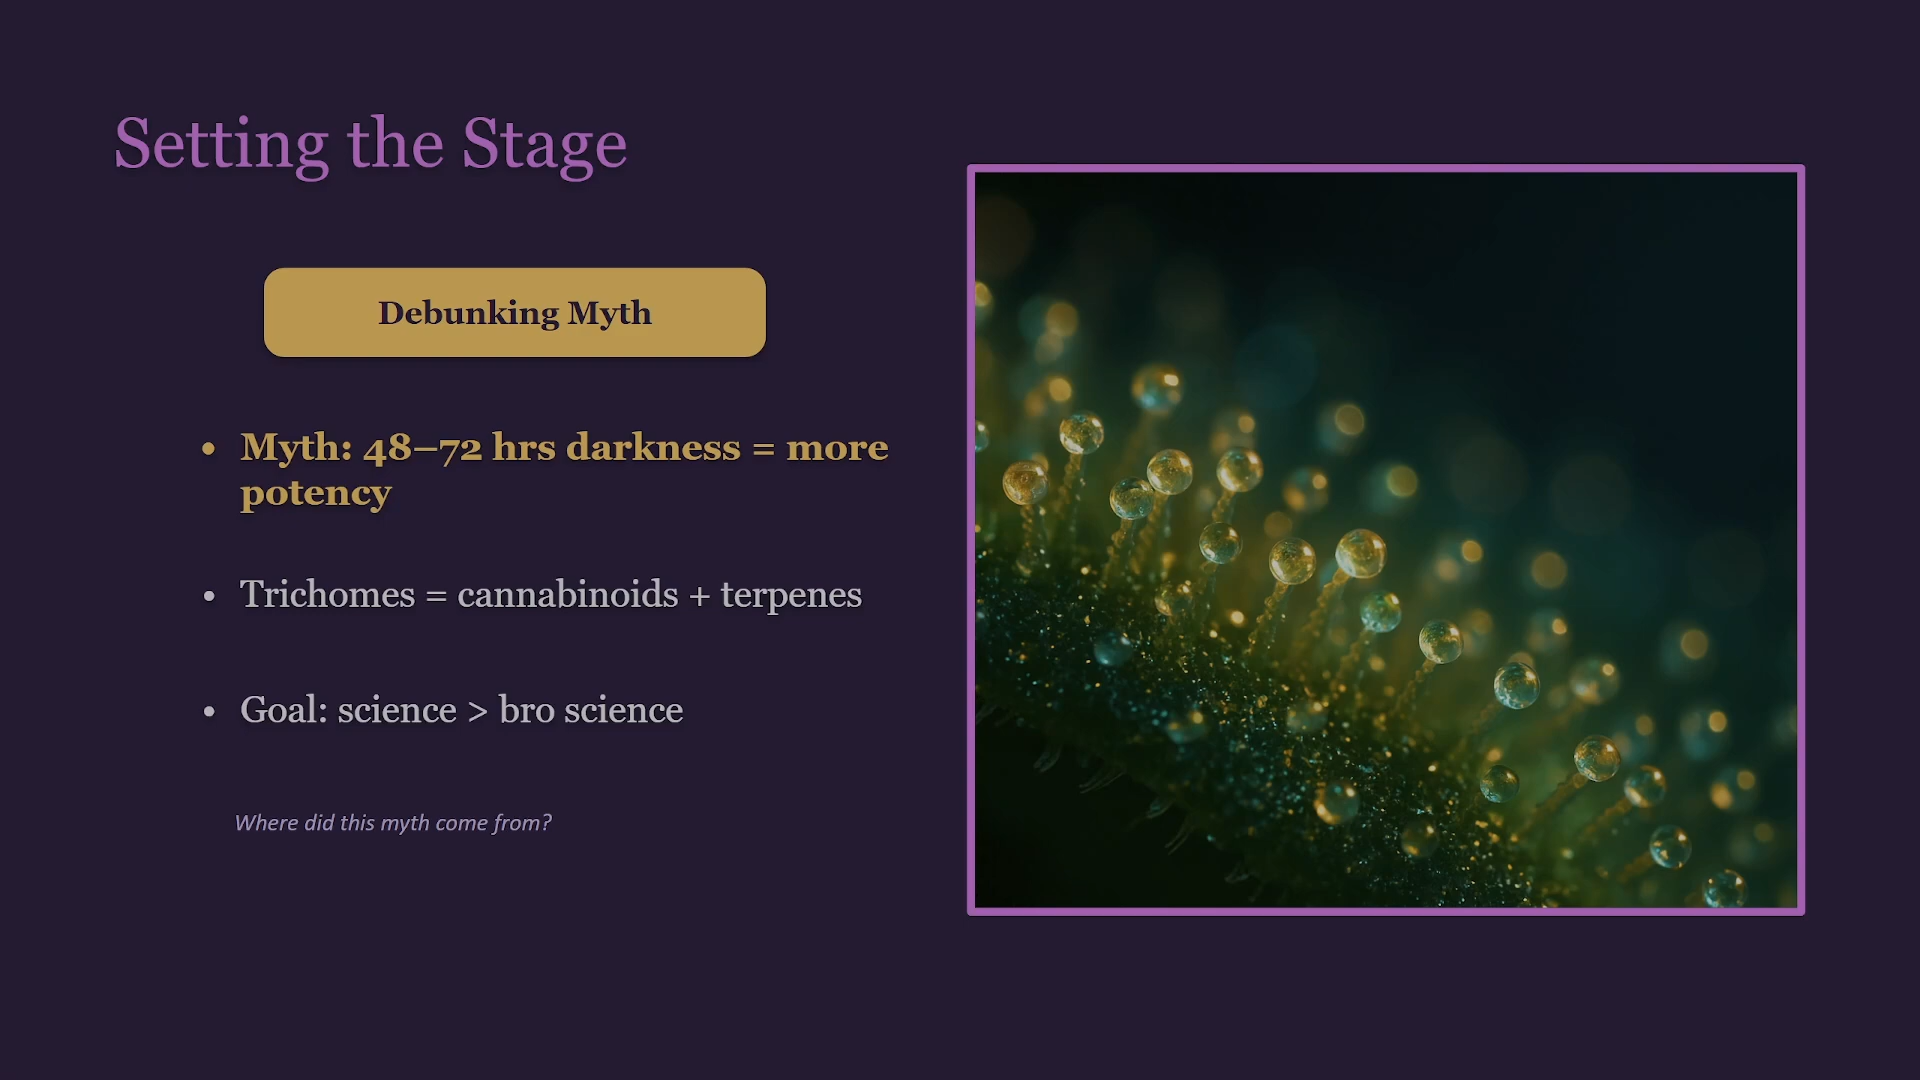 Setting the Stage
Debunking Myth
• Myth: 48–72 hrs darkness = more
potency
• Trichomes = cannabinoids + terpenes
• Goal: science > bro science
Where did this myth come from?